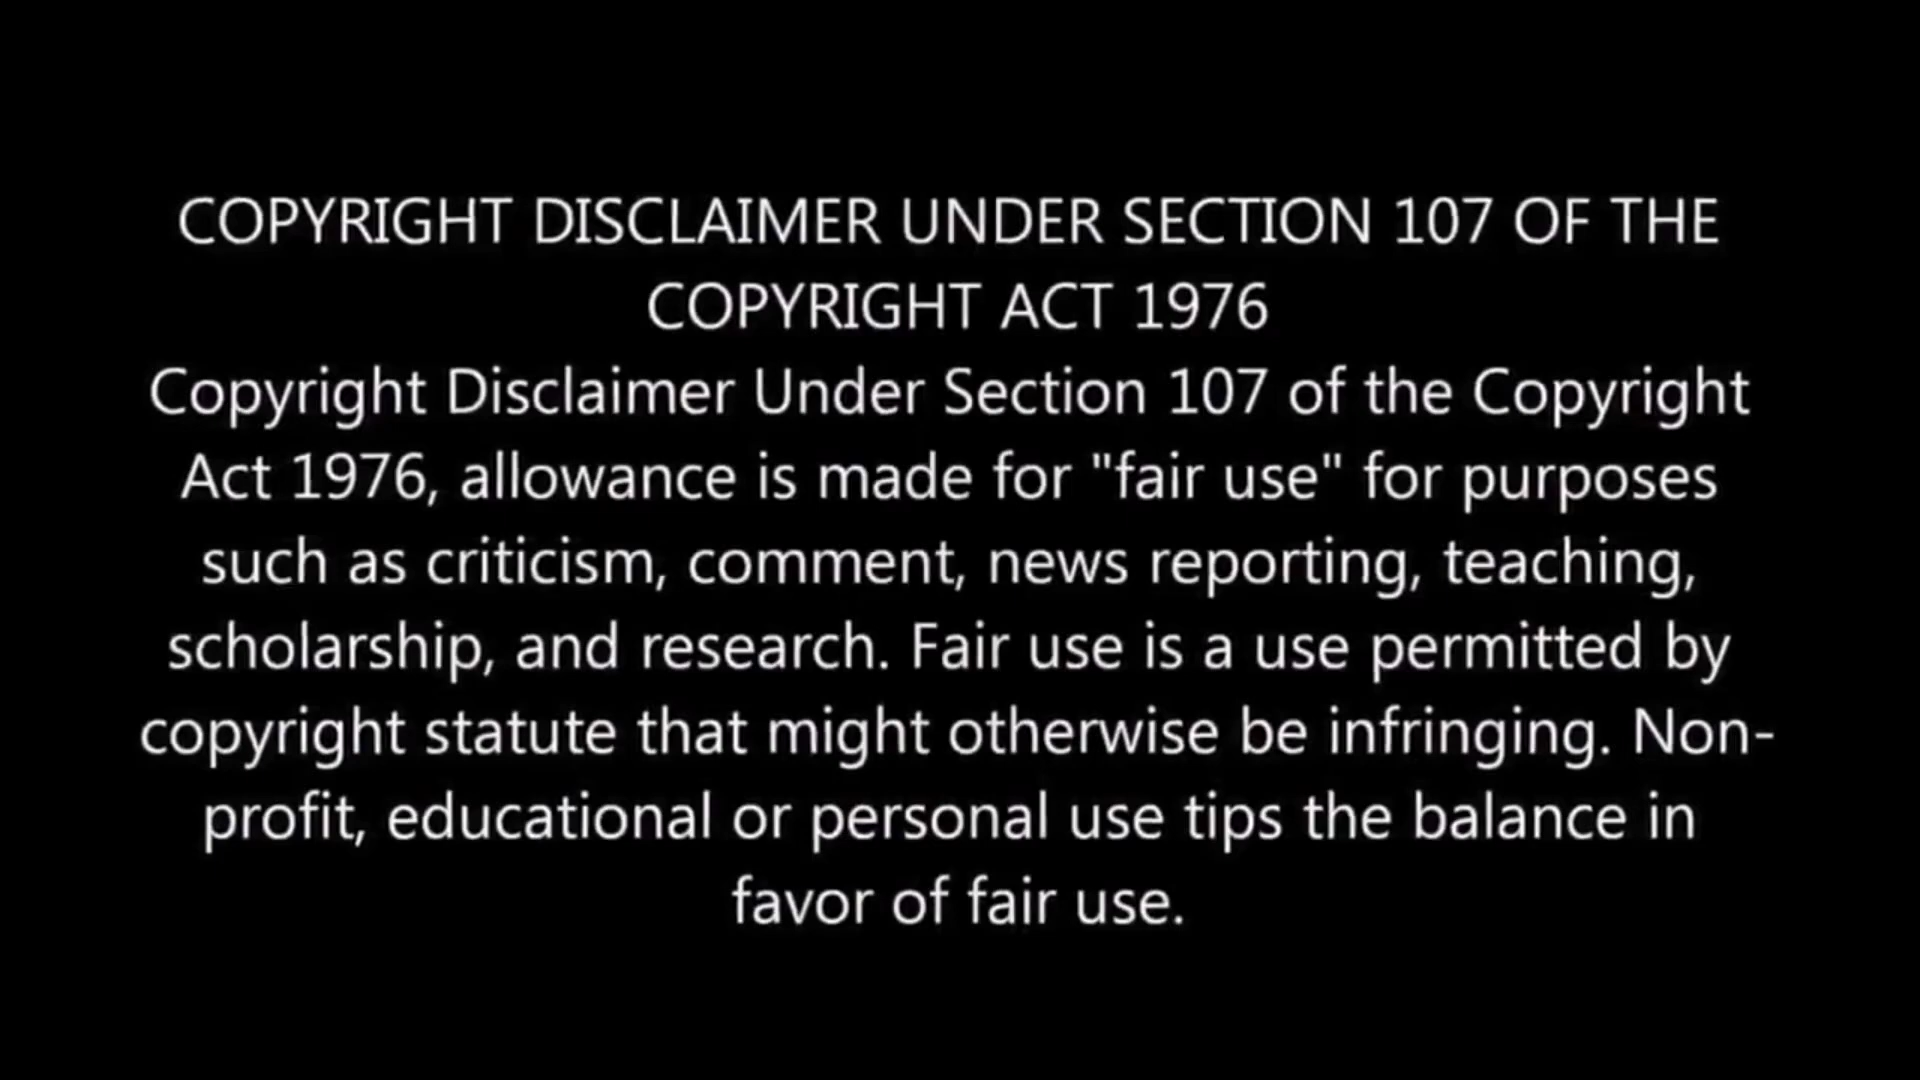 COPYRIGHT DISCLAIMER UNDER SECTION 107 OF THE
COPYRIGHT ACT 1976
Copyright Disclaimer Under Section 107 of the Copyright
Act 1976, allowance is made for "fair use" for purposes
such as criticism, comment, news reporting, teaching,
scholarship, and research. Fair use is a use permitted by
copyright statute that might otherwise be infringing. Non-
profit, educational or personal use tips the balance in
favor of fair use.